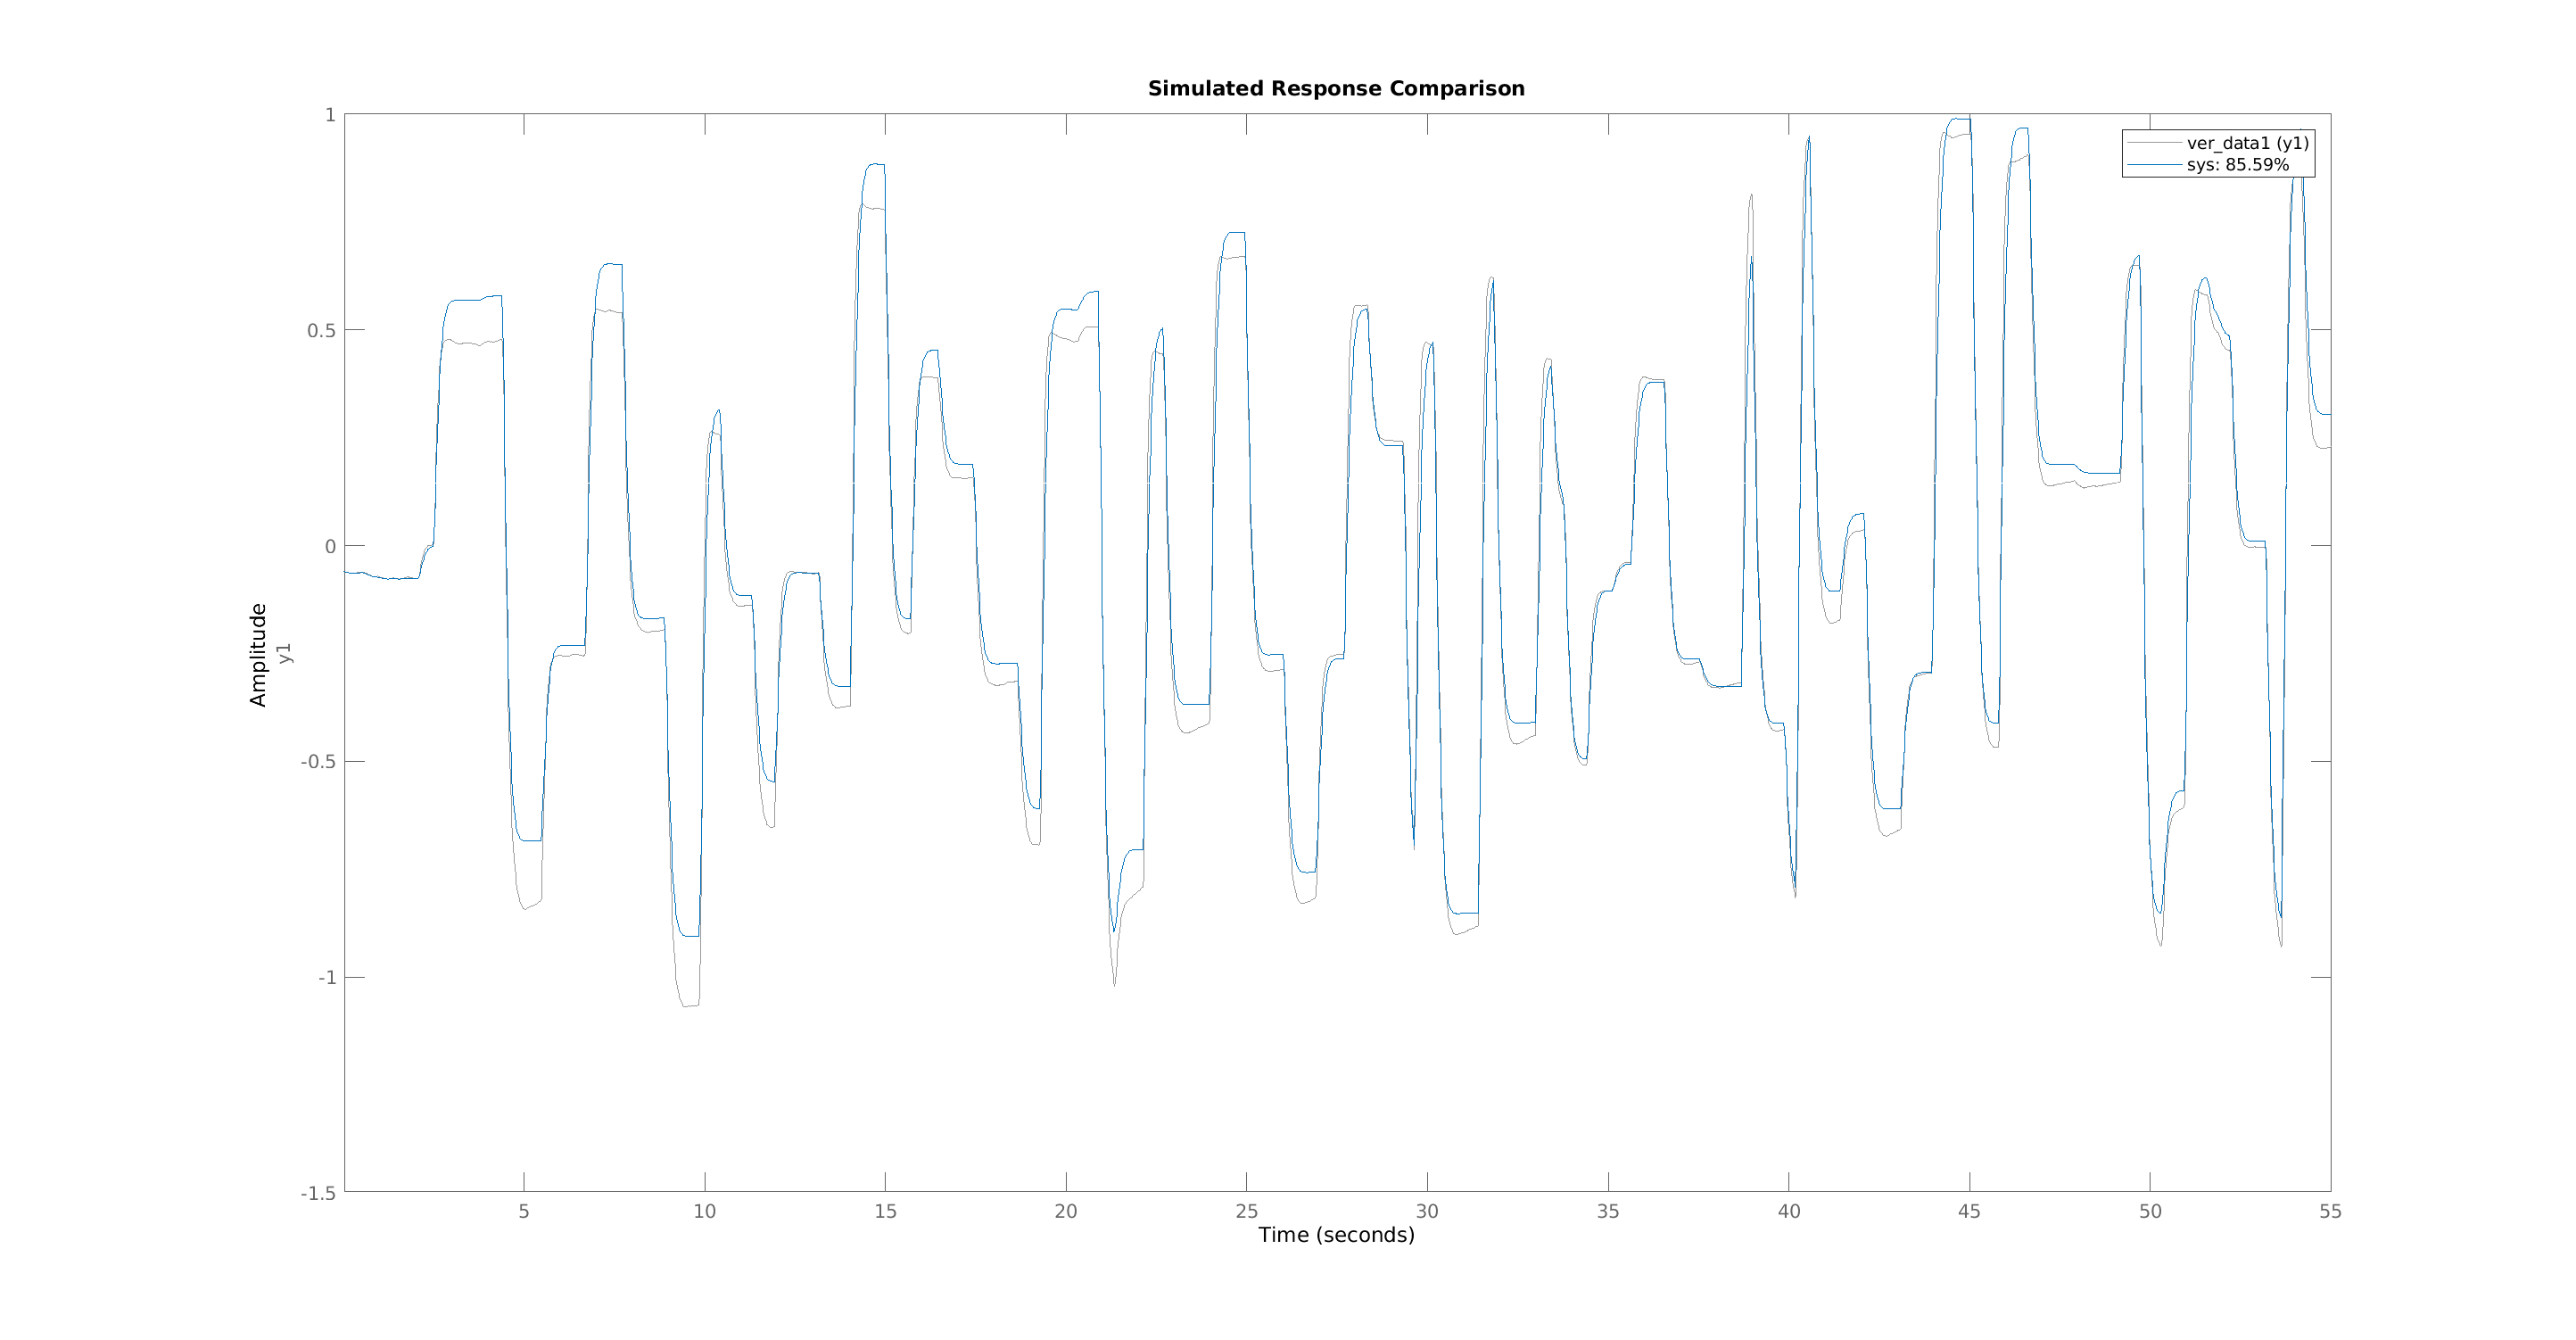 Simulated Response Comparison
1
0.5
0
-0.5
-1
-1.5
Amplitude
y1
ver_data1 (y1)
sys: 85.59%
5 10 15 20 25 30 35 40 45 50 55
Time (seconds)